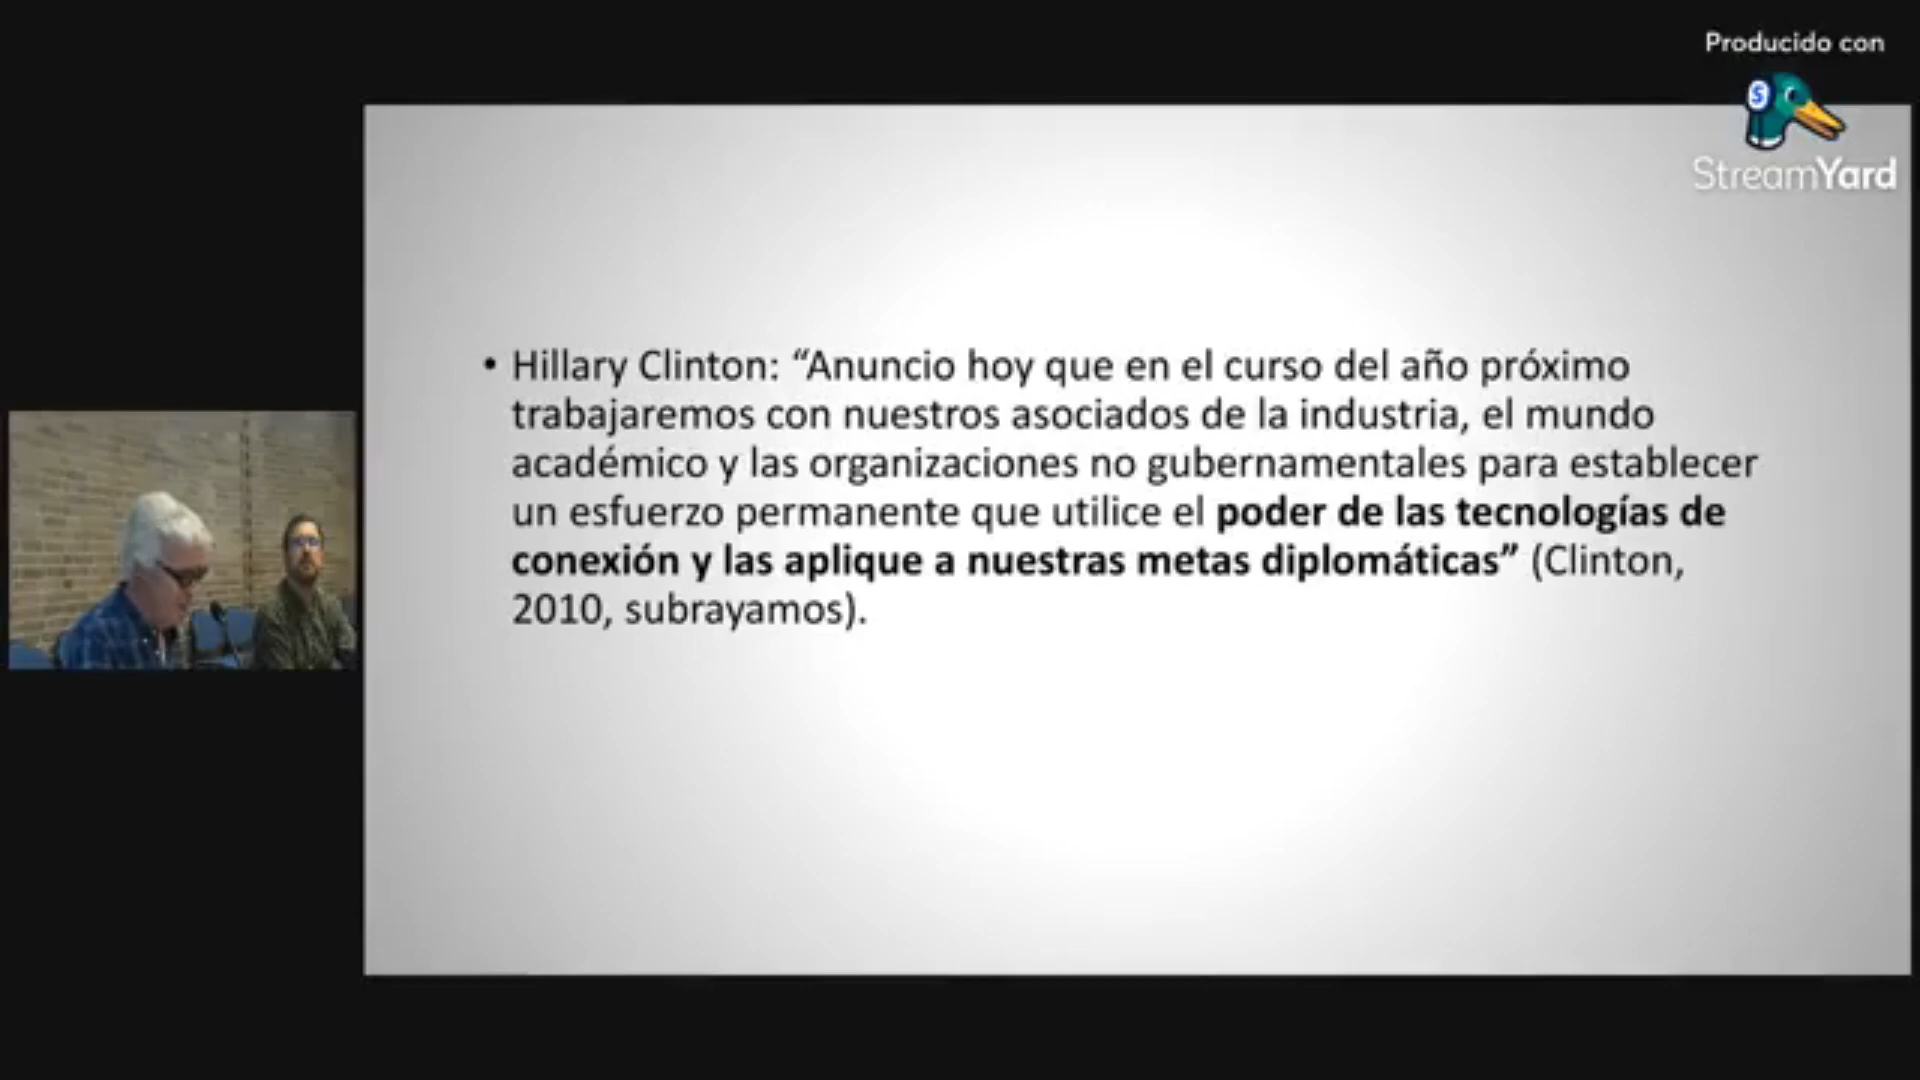 Producido con
StreamYard
• Hillary Clinton: “Anuncio hoy que en el curso del año próximo
trabajaremos con nuestros asociados de la industria, el mundo
académico y las organizaciones no gubernamentales para establecer
un esfuerzo permanente que utilice el poder de las tecnologías de
conexión y las aplique a nuestras metas diplomáticas” (Clinton,
2010, subrayamos).